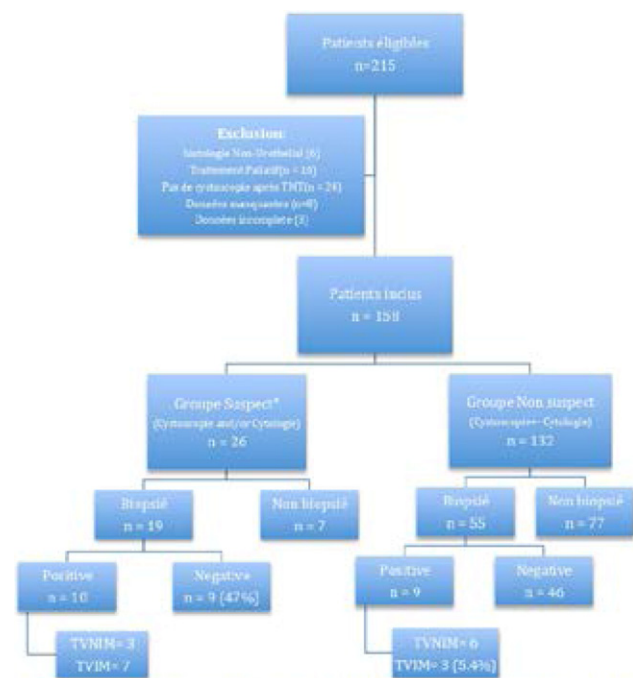 Patients éligibles
n=215
Exclusion
histologie Non-Urothelial (6)
Traitement Paliatif(n = 16)
Pas de cystoscopie après TMT(n = 24)
Données manquantes (n=8)
Données incomplete (3)
Patients inclus
n = 158
Groupe Suspect*
(Cystoscopie and/or Cytologie)
n = 26
Groupe Non suspect
(Cystoscopie+- Cytologie)
n = 132
Biopsié
n = 19
Non biopsié
n = 7
Biopsié
n = 55
Non biopsié
n = 77
Positive
n = 10
Negative
n = 9 (47%)
Positive
n = 9
Negative
n = 46
TVNIM= 3
TVIM= 7
TVNIM= 6
TVIM= 3 (5.4%)